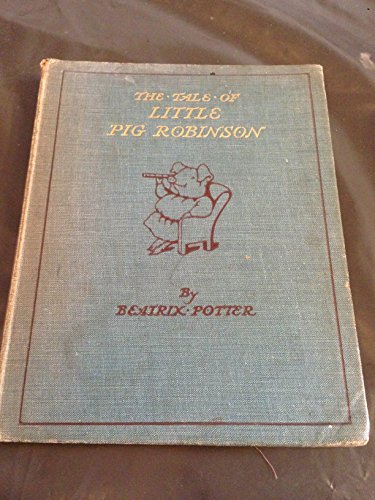 THE·TALE·OF
LITTLE
PIG ROBINSON
By
BEATRIX·POTTER